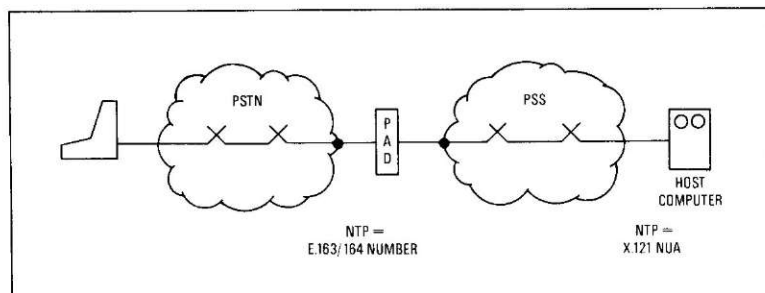 PSTN
PAD
PSS
HOST
COMPUTER
NTP =
E.163/164 NUMBER
NTP =
X.121 NUA